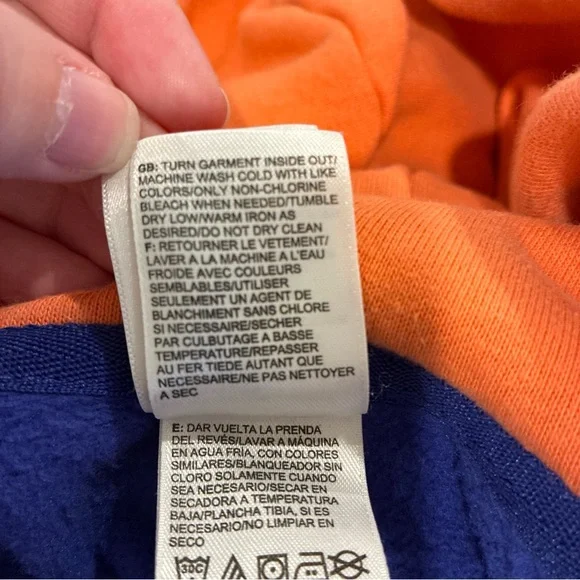 GB: TURN GARMENT INSIDE OUT/
MACHINE WASH COLD WITH LIKE
COLORS/ONLY NON-CHLORINE
BLEACH WHEN NEEDED/TUMBLE
DRY LOW/WARM IRON AS
DESIRED/DO NOT DRY CLEAN
F: RETOURNER LE VETEMENT/
LAVER A LA MACHINE A L'EAU
FROIDE AVEC COULEURS
SEMBLABLES/UTILISER
SEULEMENT UN AGENT DE
BLANCHIMENT SANS CHLORE
SI NECESSAIRE/SECHER
PAR CULBUTAGE A BASSE
TEMPERATURE/REPASSER
AU FER TIEDE AUTANT QUE
NECESSAIRE/NE PAS NETTOYER
A SEC
E: DAR VUELTA LA PRENDA
DEL REVÉS/LAVAR A MÁQUINA
EN AGUA FRÍA, CON COLORES
SIMILARES/BLANQUEADOR SIN
CLORO SOLAMENTE CUANDO
SEA NECESARIO/SECAR EN
SECADORA A TEMPERATURA
BAJA/PLANCHA TIBIA, SI ES
NECESARIO/NO LIMPIAR EN
SECO
30C